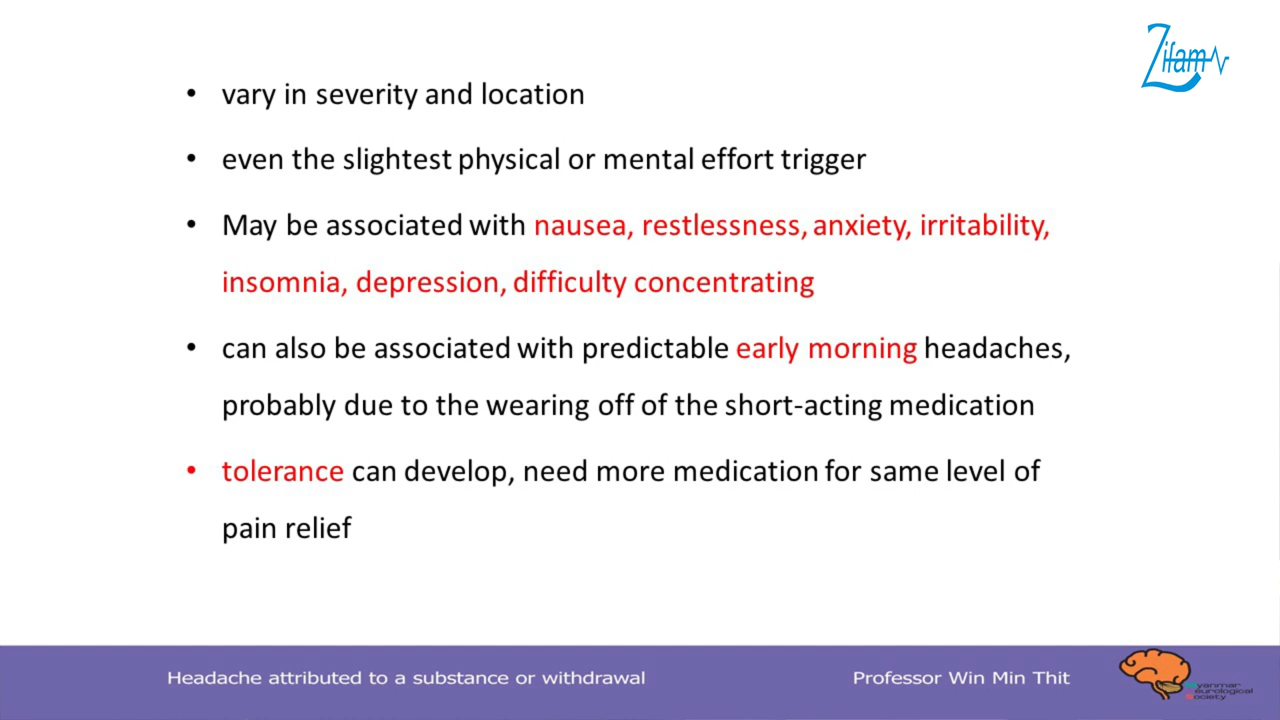 Zifam
• vary in severity and location
• even the slightest physical or mental effort trigger
• May be associated with nausea, restlessness, anxiety, irritability,
insomnia, depression, difficulty concentrating
• can also be associated with predictable early morning headaches,
probably due to the wearing off of the short-acting medication
• tolerance can develop, need more medication for same level of
pain relief
Headache attributed to a substance or withdrawal
Professor Win Min Thit
Myanmar
Neurological
Society